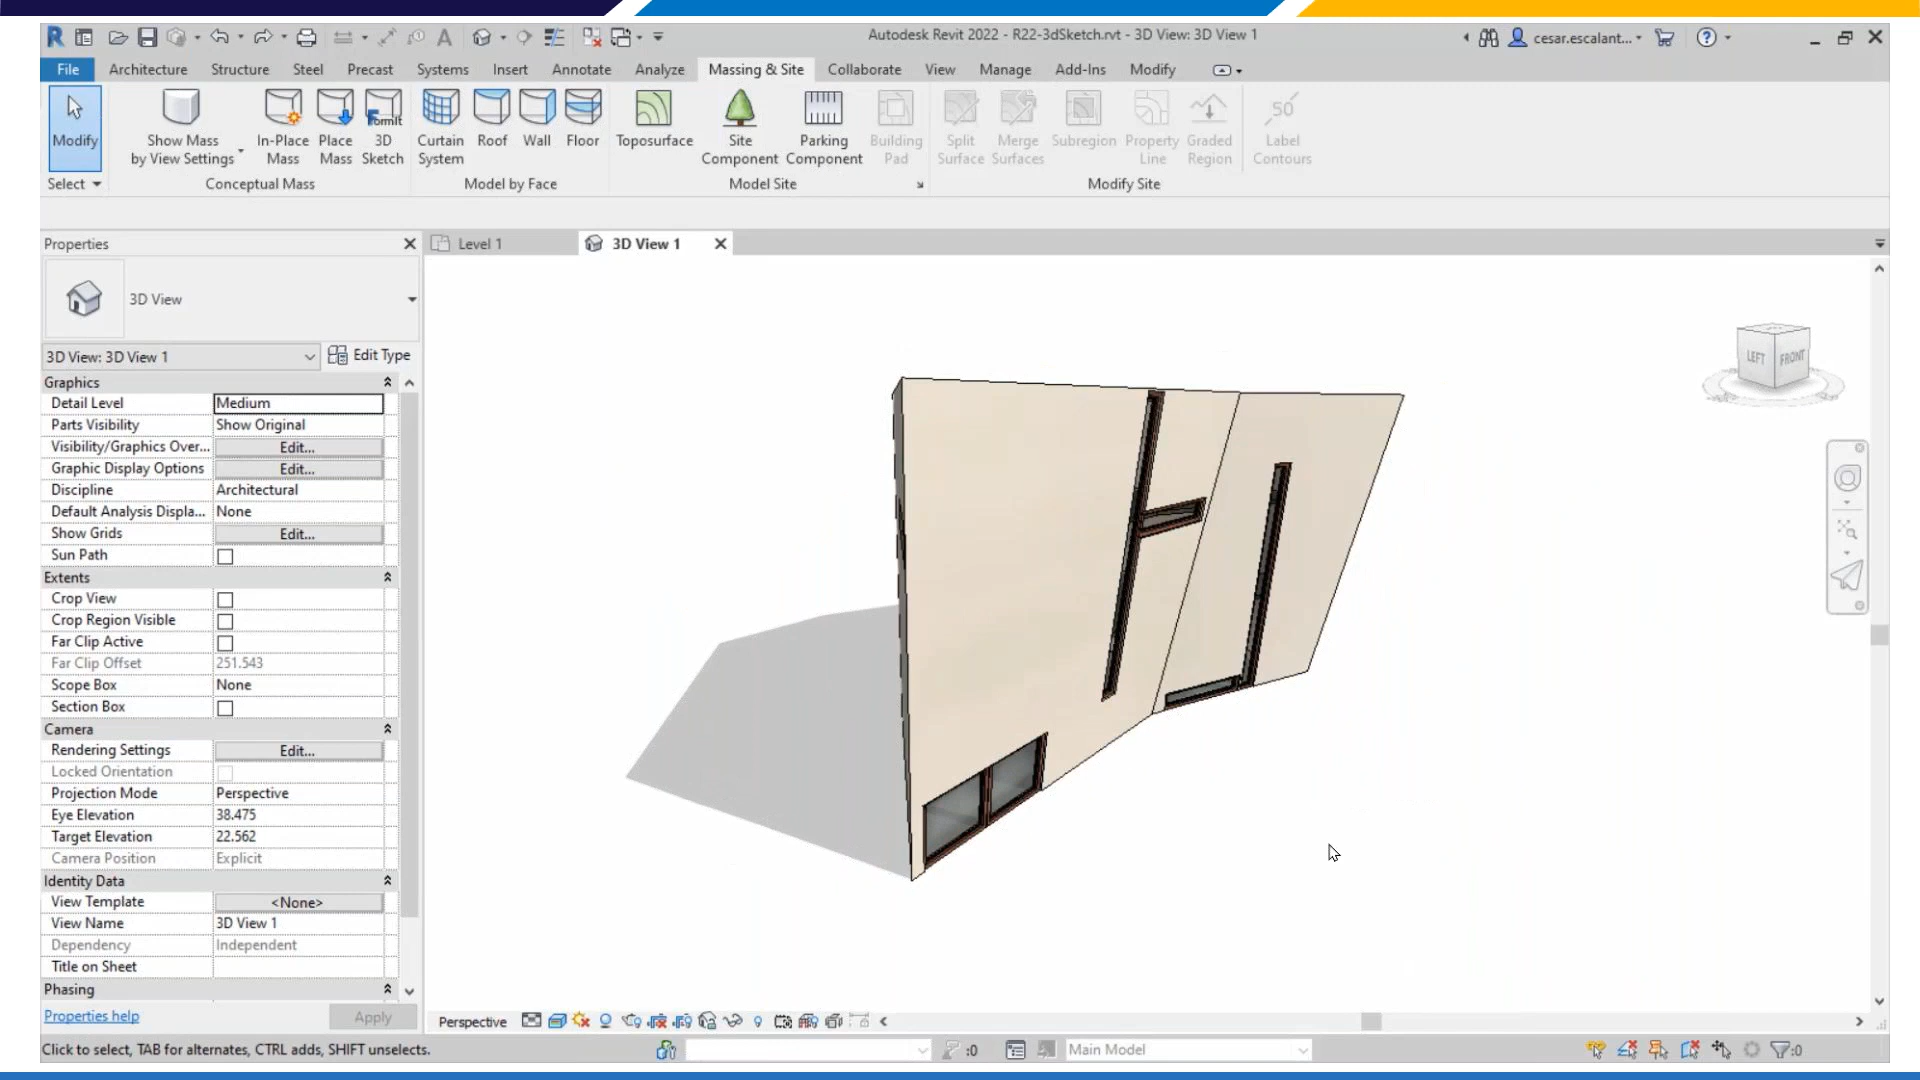 Autodesk Revit 2022 - R22-3dSketch.rvt - 3D View: 3D View 1
cesar.escalant...
File Architecture Structure Steel Precast Systems Insert Annotate Analyze Massing & Site Collaborate View Manage Add-Ins Modify
Modify
Show Mass by View Settings
In-Place Mass
Place Mass
FormIt
3D Sketch
Curtain System
Roof
Wall
Floor
Toposurface
Site Component
Parking Component
Building Pad
Split Surface
Merge Surfaces
Subregion
Property Line
Graded Region
50
Label Contours
Select
Conceptual Mass
Model by Face
Model Site
Modify Site
Properties
Level 1
3D View 1
3D View
3D View: 3D View 1
Edit Type
Graphics
Detail Level Medium
Parts Visibility Show Original
Visibility/Graphics Over... Edit...
Graphic Display Options Edit...
Discipline Architectural
Default Analysis Displa... None
Show Grids Edit...
Sun Path
Extents
Crop View
Crop Region Visible
Far Clip Active
Far Clip Offset 251.543
Scope Box None
Section Box
Camera
Rendering Settings Edit...
Locked Orientation
Projection Mode Perspective
Eye Elevation 38.475
Target Elevation 22.562
Camera Position Explicit
Identity Data
View Template <None>
View Name 3D View 1
Dependency Independent
Title on Sheet
Phasing
Properties help
Apply
LEFT FRONT
Perspective
Click to select, TAB for alternates, CTRL adds, SHIFT unselects.
:0
Main Model
:0